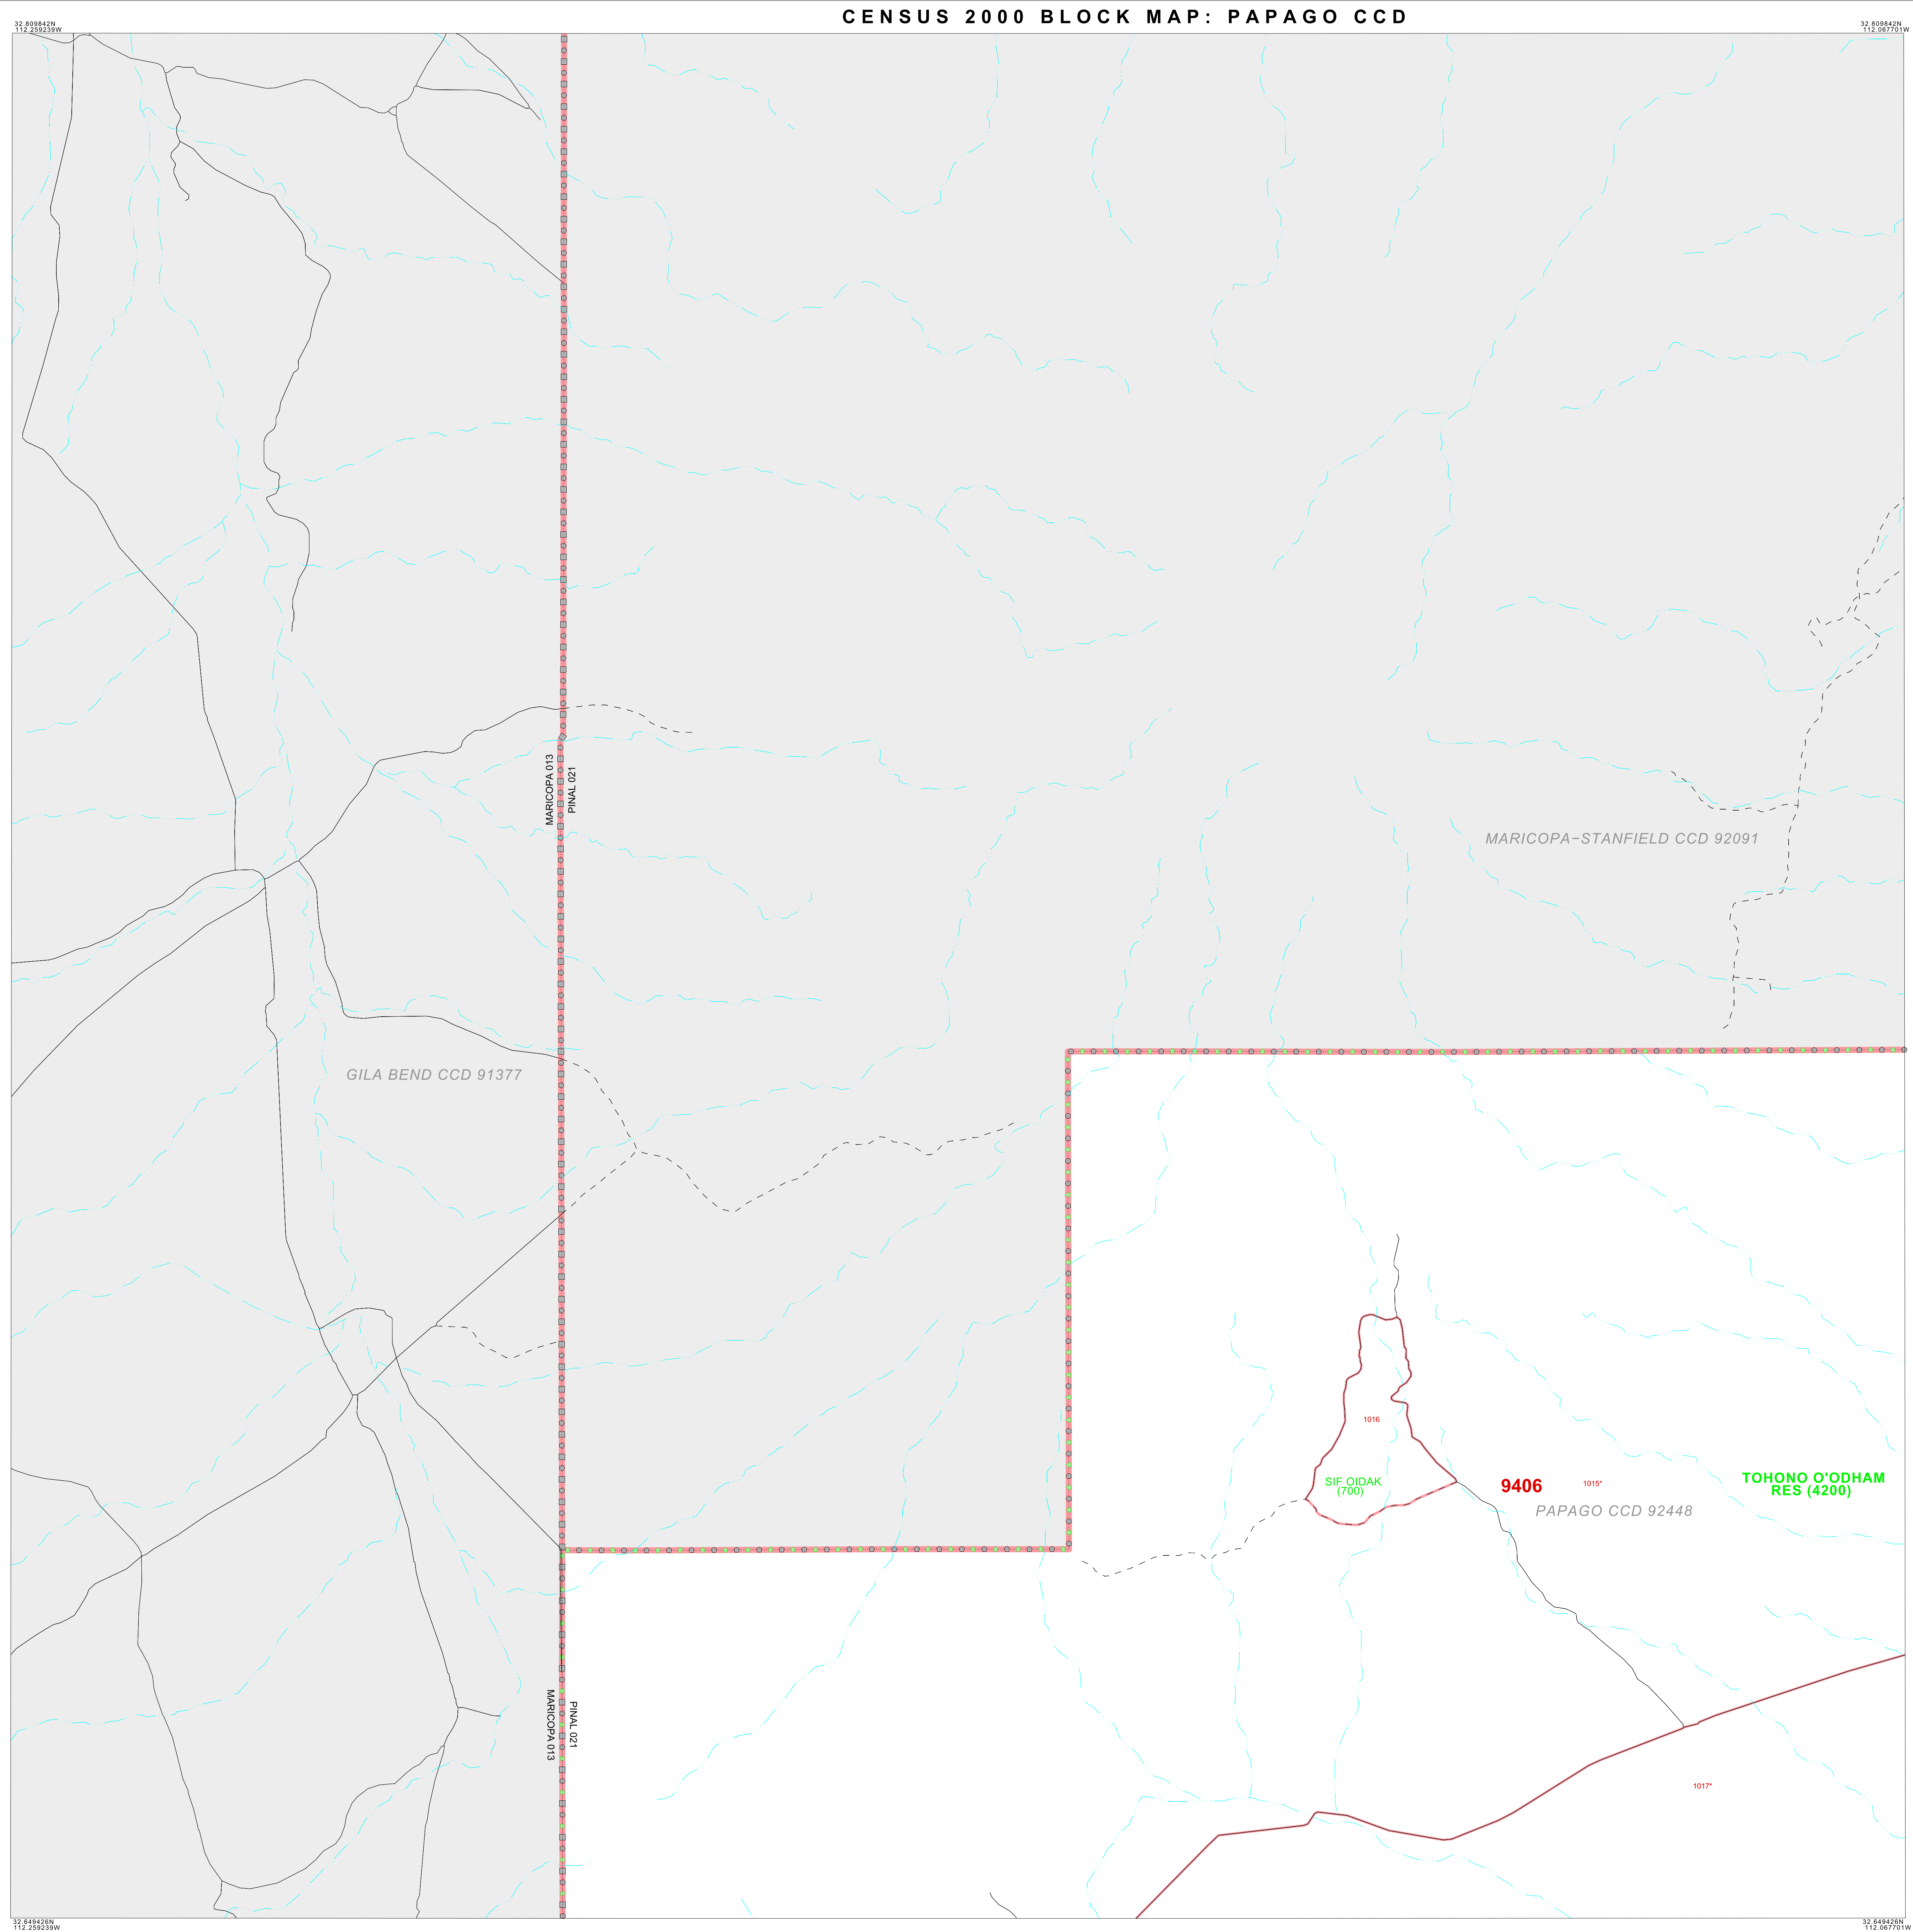 CENSUS 2000 BLOCK MAP: PAPAGO CCD
32.809842N
112.259239W
32.809842N
112.067701W
MARICOPA 013
PINAL 021
MARICOPA−STANFIELD CCD 92091
GILA BEND CCD 91377
1016
SIF OIDAK
(700)
9406
1015*
TOHONO O'ODHAM
RES (4200)
PAPAGO CCD 92448
MARICOPA 013
PINAL 021
1017*
32.649426N
112.259239W
32.649426N
112.067701W